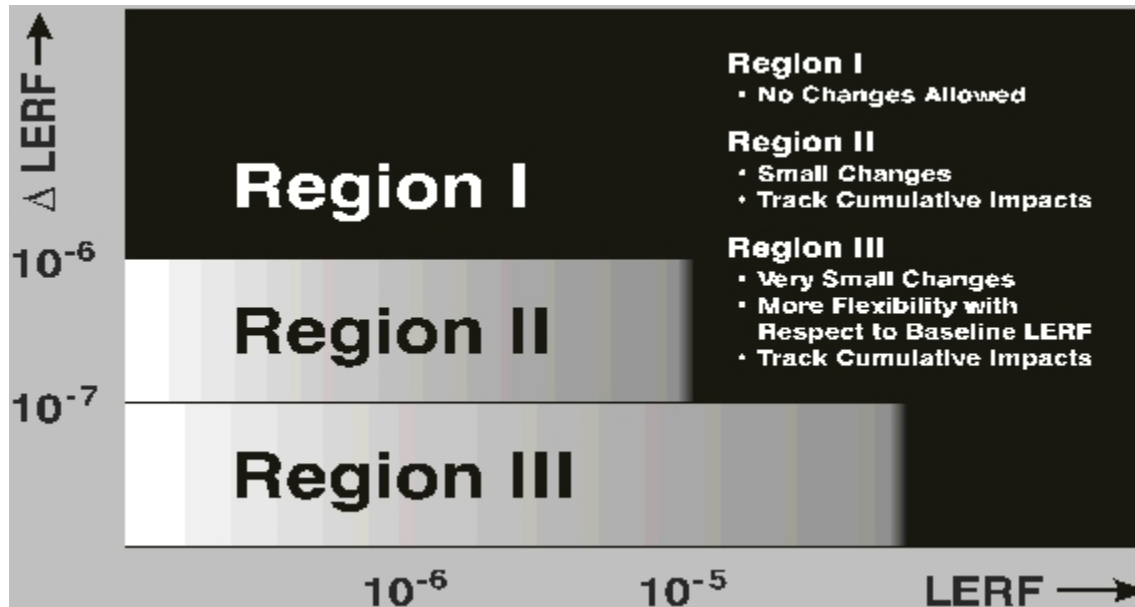 Δ LERF
Region I
• No Changes Allowed
Region II
• Small Changes
• Track Cumulative Impacts
Region III
• Very Small Changes
• More Flexibility with
Respect to Baseline LERF
• Track Cumulative Impacts
Region I
10⁻⁶
Region II
10⁻⁷
Region III
10⁻⁶
10⁻⁵
LERF